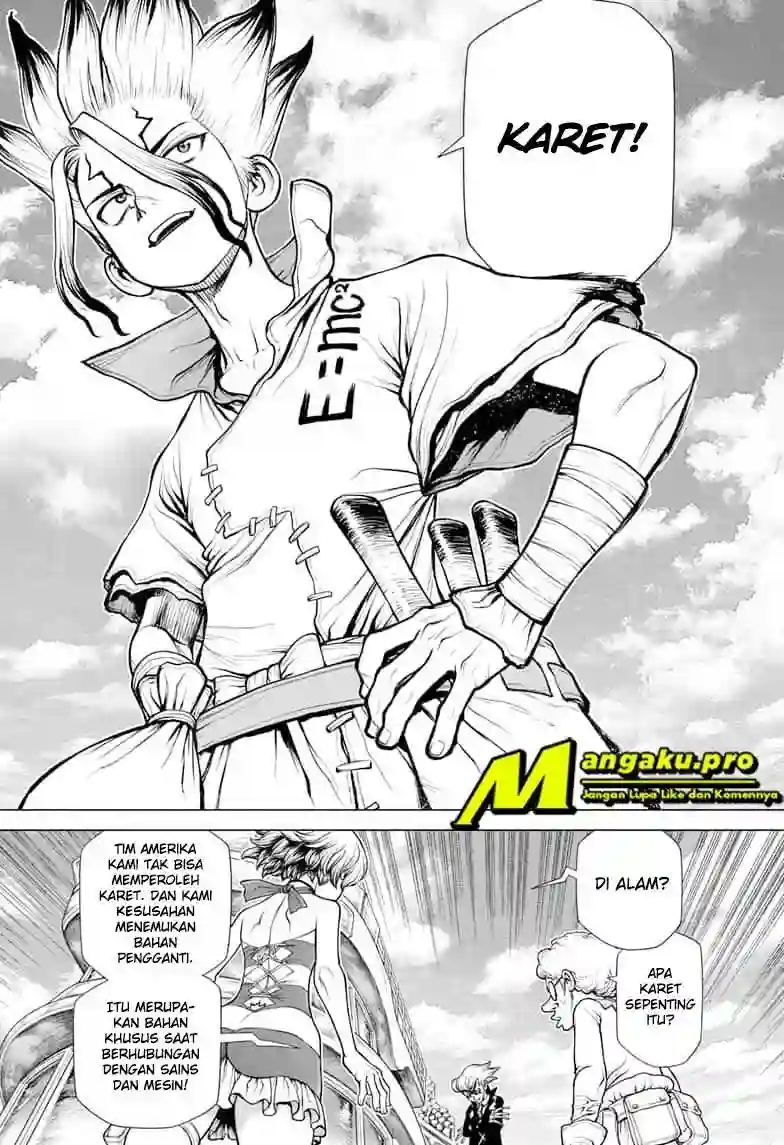 KARET!
E=mc²
Mangaku.pro
Jangan Lupa Like dan Komennya
DI ALAM?
APA
KARET
SEPENTING
ITU?
TIM AMERIKA
KAMI TAK BISA
MEMPEROLEH
KARET. DAN KAMI
KESUSAHAN
MENEMUKAN
BAHAN
PENGGANTI.
ITU MERUPA-
KAN BAHAN
KHUSUS SAAT
BERHUBUNGAN
DENGAN SAINS
DAN MESIN!